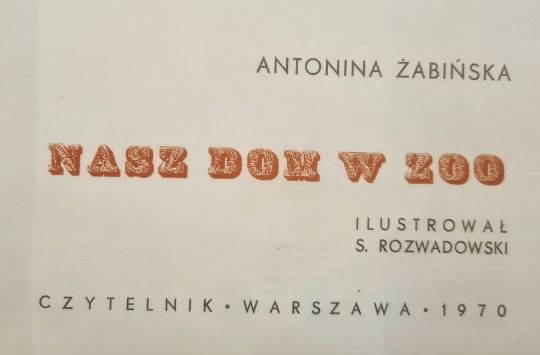 ANTONINA ŻABIŃSKA
NASZ DOM W ZOO
ILUSTROWAŁ
S. ROZWADOWSKI
CZYTELNIK • WARSZAWA • 1970